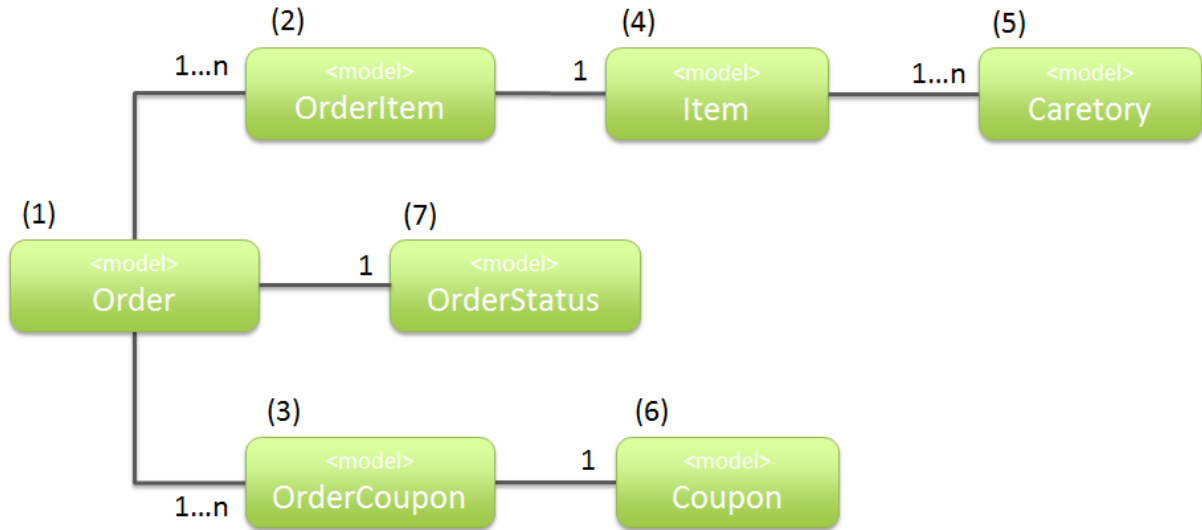 (2)
(4)
(5)
1...n
<model>
OrderItem
1
<model>
Item
1...n
<model>
Caretory
(1)
(7)
<model>
Order
1
<model>
OrderStatus
(3)
(6)
1...n
<model>
OrderCoupon
1
<model>
Coupon